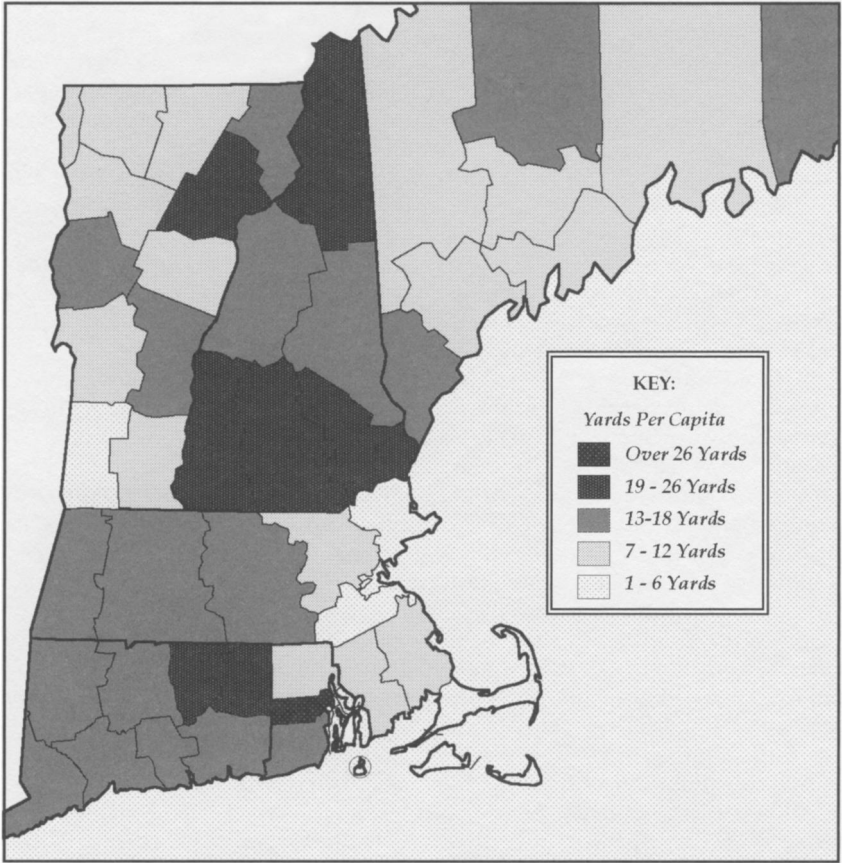 KEY:
Yards Per Capita
Over 26 Yards
19 - 26 Yards
13-18 Yards
7 - 12 Yards
1 - 6 Yards